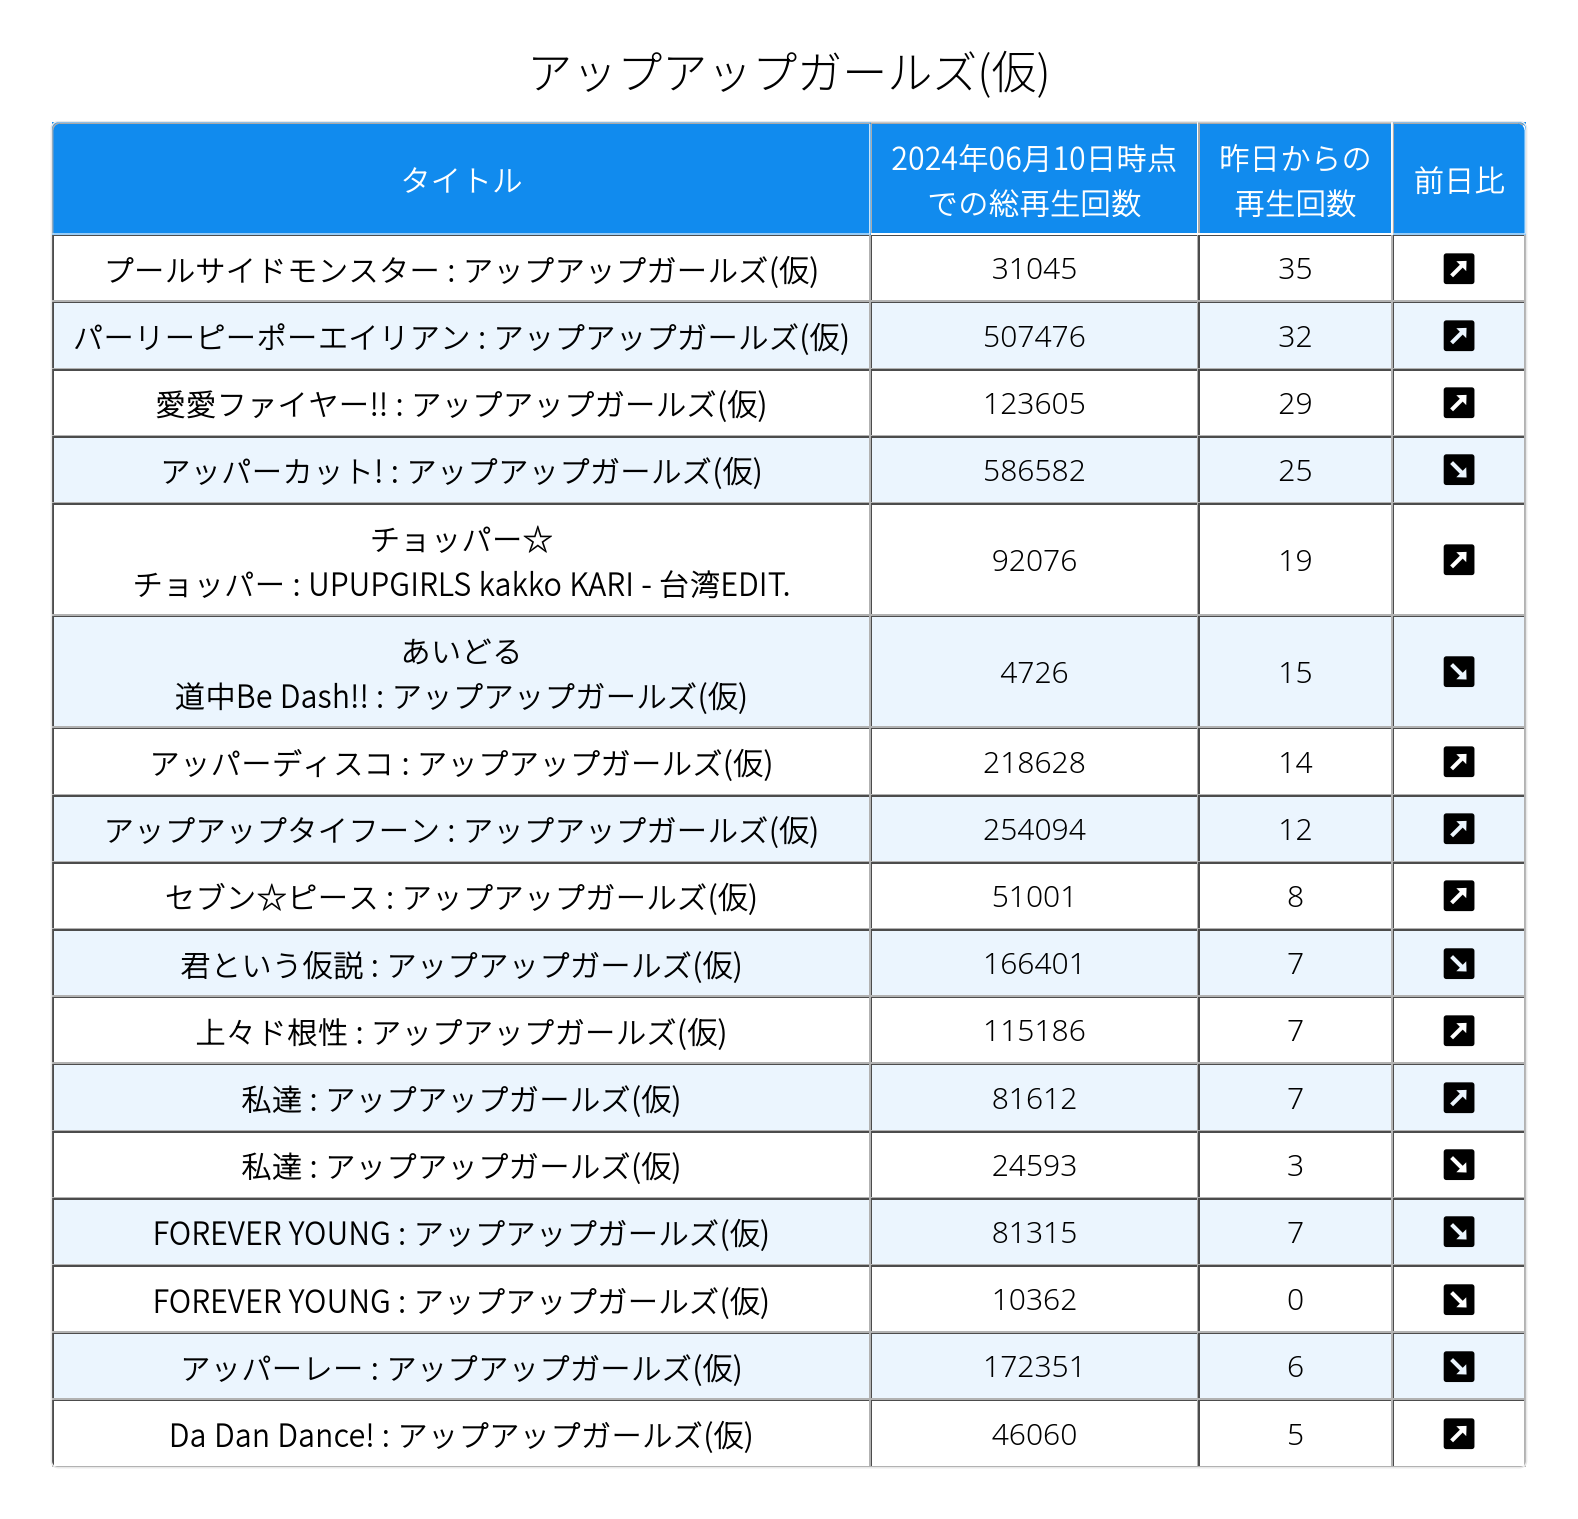 アップアップガールズ(仮)
タイトル
2024年06月10日時点
での総再生回数
昨日からの
再生回数
前日比
プールサイドモンスター : アップアップガールズ(仮) 31045 35
パーリーピーポーエイリアン : アップアップガールズ(仮) 507476 32
愛愛ファイヤー!! : アップアップガールズ(仮) 123605 29
アッパーカット! : アップアップガールズ(仮) 586582 25
チョッパー☆
チョッパー : UPUPGIRLS kakko KARI - 台湾EDIT. 92076 19
あいどる
道中Be Dash!! : アップアップガールズ(仮) 4726 15
アッパーディスコ : アップアップガールズ(仮) 218628 14
アップアップタイフーン : アップアップガールズ(仮) 254094 12
セブン☆ピース : アップアップガールズ(仮) 51001 8
君という仮説 : アップアップガールズ(仮) 166401 7
上々ド根性 : アップアップガールズ(仮) 115186 7
私達 : アップアップガールズ(仮) 81612 7
私達 : アップアップガールズ(仮) 24593 3
FOREVER YOUNG : アップアップガールズ(仮) 81315 7
FOREVER YOUNG : アップアップガールズ(仮) 10362 0
アッパーレー : アップアップガールズ(仮) 172351 6
Da Dan Dance! : アップアップガールズ(仮) 46060 5